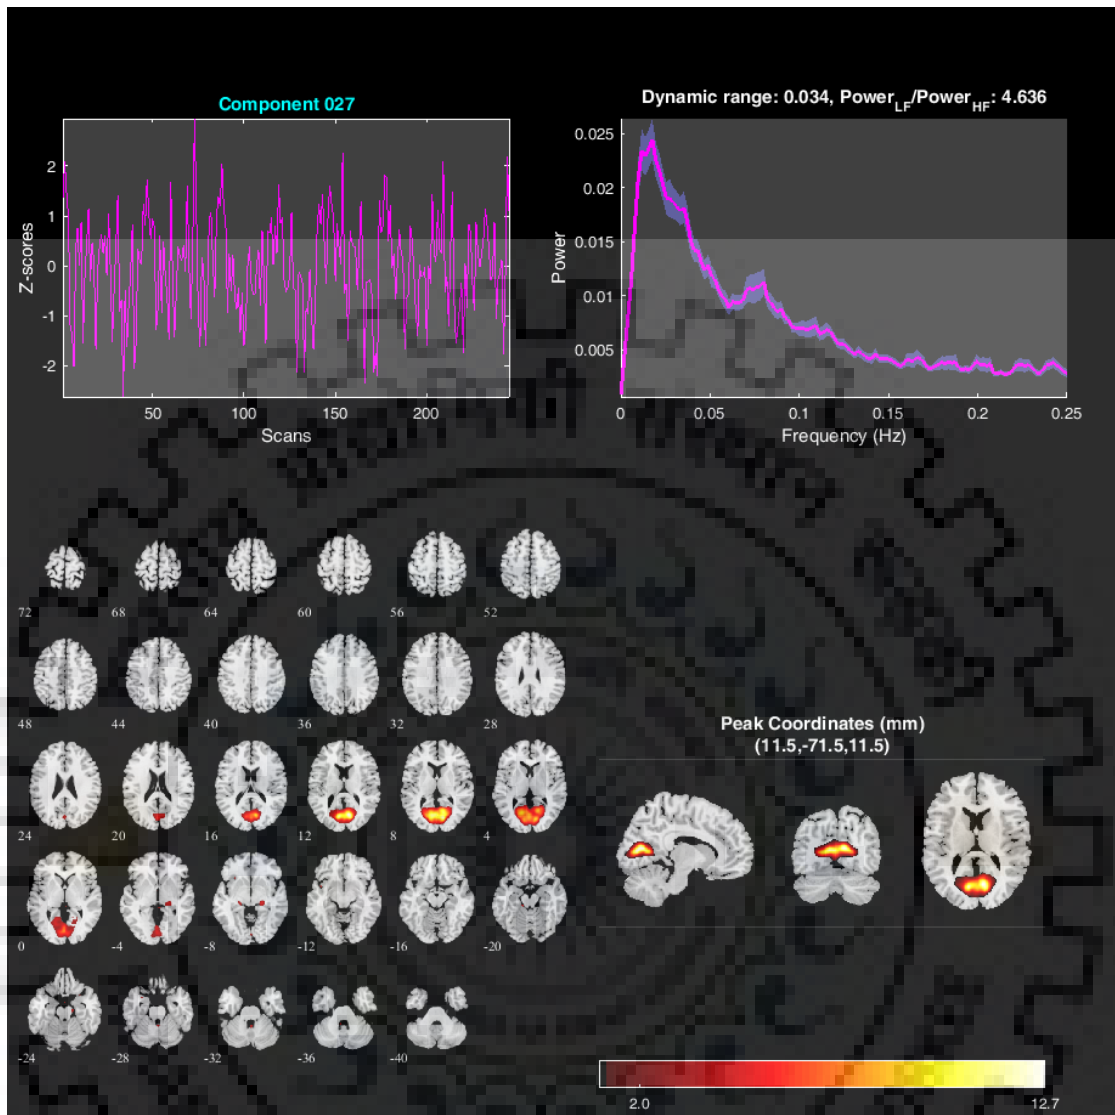 Component 027
Dynamic range: 0.034, Power_LF/Power_HF: 4.636
Z-scores
2
1
0
-1
-2
50
100
150
200
Scans
Power
0.025
0.02
0.015
0.01
0.005
0
0.05
0.1
0.15
0.2
0.25
Frequency (Hz)
72 68 64 60 56 52
48 44 40 36 32 28
24 20 16 12 8 4
0 -4 -8 -12 -16 -20
-24 -28 -32 -36 -40
Peak Coordinates (mm)
(11.5,-71.5,11.5)
2.0
12.7